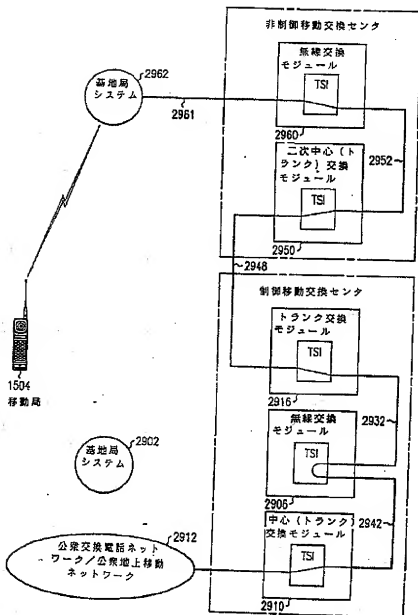 非制御移動交換センタ
無線交換
モジュール
TSI
2960
二次中心(ト
ランク)交換
モジュール
TSI
2950
2952
基地局
システム
2962
2961
2948
1504
移動局
制御移動交換センタ
トランク交換
モジュール
TSI
2916
2932
無線交換
モジュール
TSI
2906
2942
中心(トランク)
交換モジュール
TSI
2910
基地局
システム
2902
公衆交換電話ネット
ワーク/公衆地上移動
ネットワーク
2912